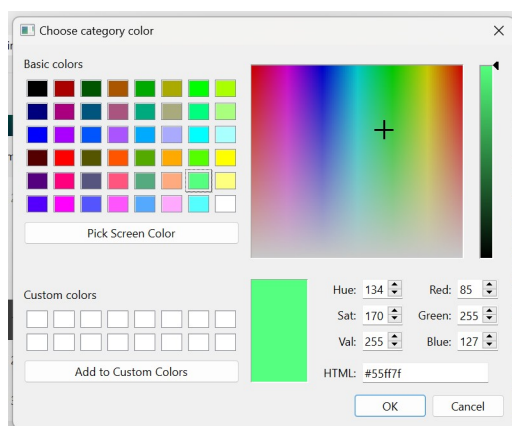 Choose category color
Basic colors
Pick Screen Color
Custom colors
Add to Custom Colors
Hue: 134 Red: 85
Sat: 170 Green: 255
Val: 255 Blue: 127
HTML: #55ff7f
OK Cancel